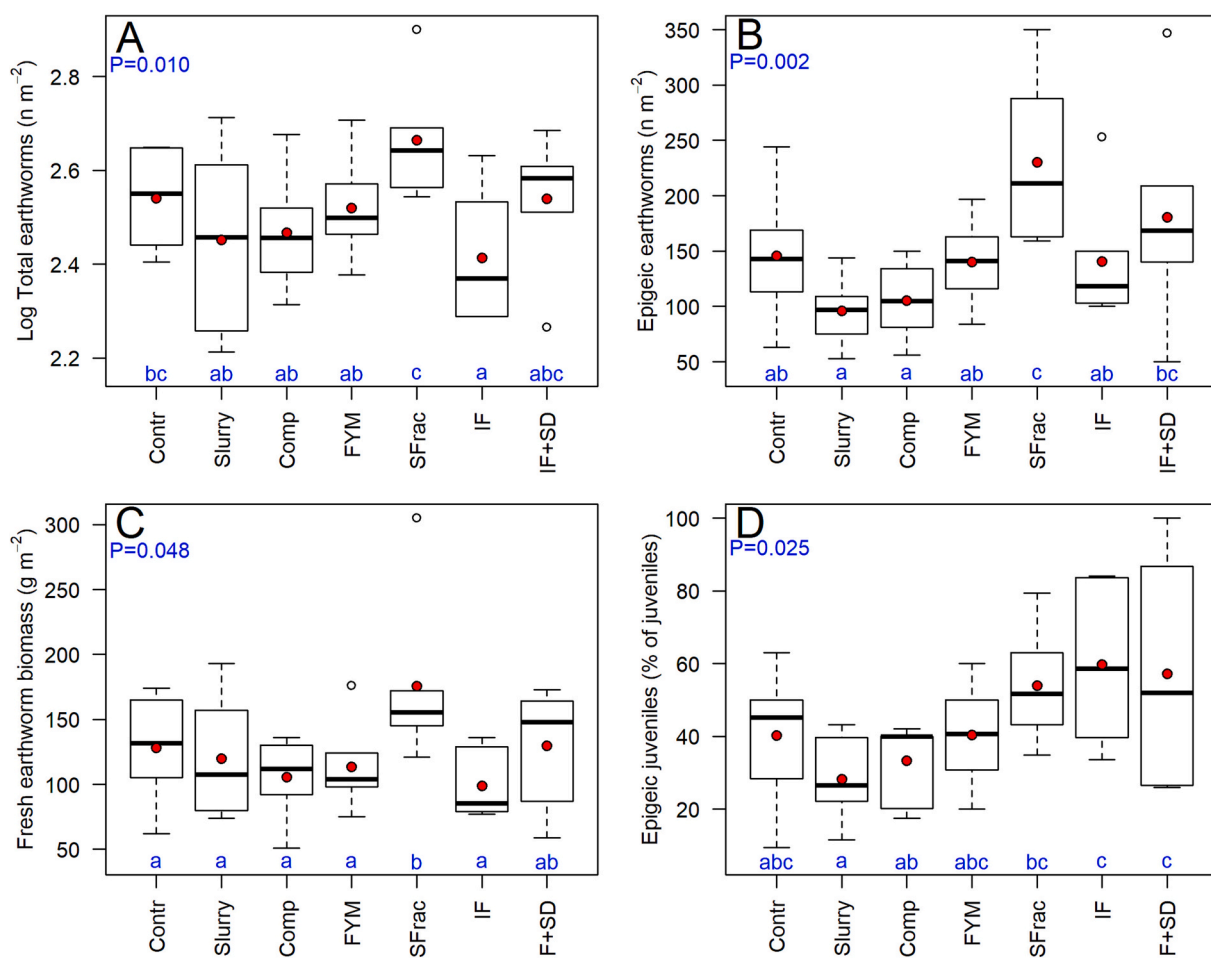 A
P=0.010
Log Total earthworms (n m⁻²)
2.8
2.6
2.4
2.2
bc ab ab ab c a abc
Contr Slurry Comp FYM SFrac IF IF+SD
B
P=0.002
Epigeic earthworms (n m⁻²)
350
300
250
200
150
100
50
ab a a ab c ab bc
Contr Slurry Comp FYM SFrac IF IF+SD
C
P=0.048
Fresh earthworm biomass (g m⁻²)
300
250
200
150
100
50
a a a a b a ab
Contr Slurry Comp FYM SFrac IF F+SD
D
P=0.025
Epigeic juveniles (% of juveniles)
100
80
60
40
20
abc a ab abc bc c c
Contr Slurry Comp FYM SFrac IF F+SD